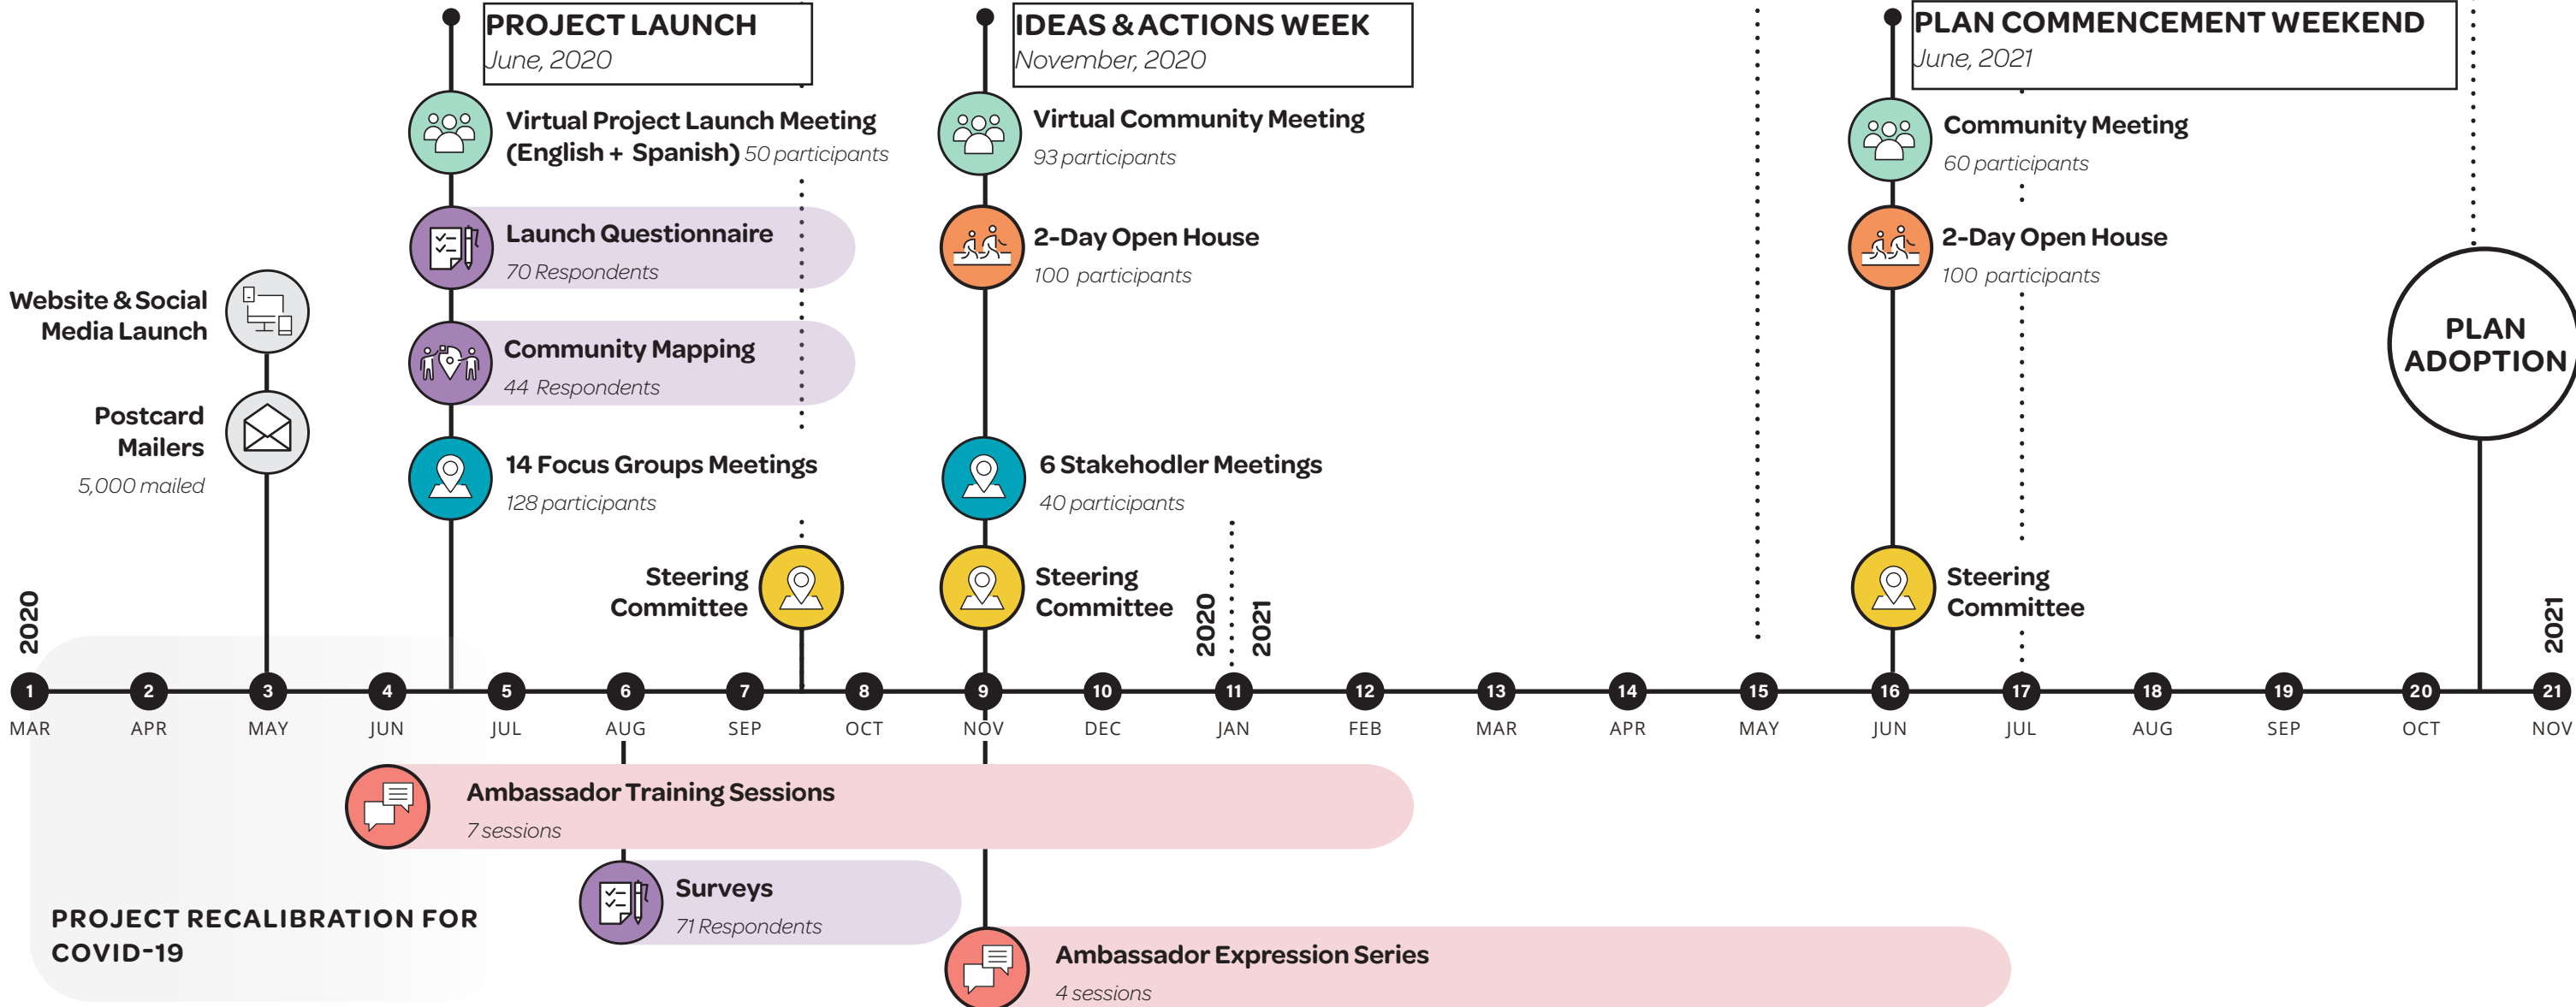 PROJECT LAUNCH
June, 2020
Virtual Project Launch Meeting
(English + Spanish) 50 participants
Launch Questionnaire
70 Respondents
Community Mapping
44 Respondents
14 Focus Groups Meetings
128 participants
Website & Social
Media Launch
Postcard
Mailers
5,000 mailed
Steering
Committee
IDEAS & ACTIONS WEEK
November, 2020
Virtual Community Meeting
93 participants
2-Day Open House
100 participants
6 Stakehodler Meetings
40 participants
Steering
Committee
PLAN COMMENCEMENT WEEKEND
June, 2021
Community Meeting
60 participants
2-Day Open House
100 participants
Steering
Committee
PLAN
ADOPTION
2020
2020
2021
2021
1 2 3 4 5 6 7 8 9 10 11 12 13 14 15 16 17 18 19 20 21
MAR APR MAY JUN JUL AUG SEP OCT NOV DEC JAN FEB MAR APR MAY JUN JUL AUG SEP OCT NOV
Ambassador Training Sessions
7 sessions
Surveys
71 Respondents
PROJECT RECALIBRATION FOR
COVID-19
Ambassador Expression Series
4 sessions